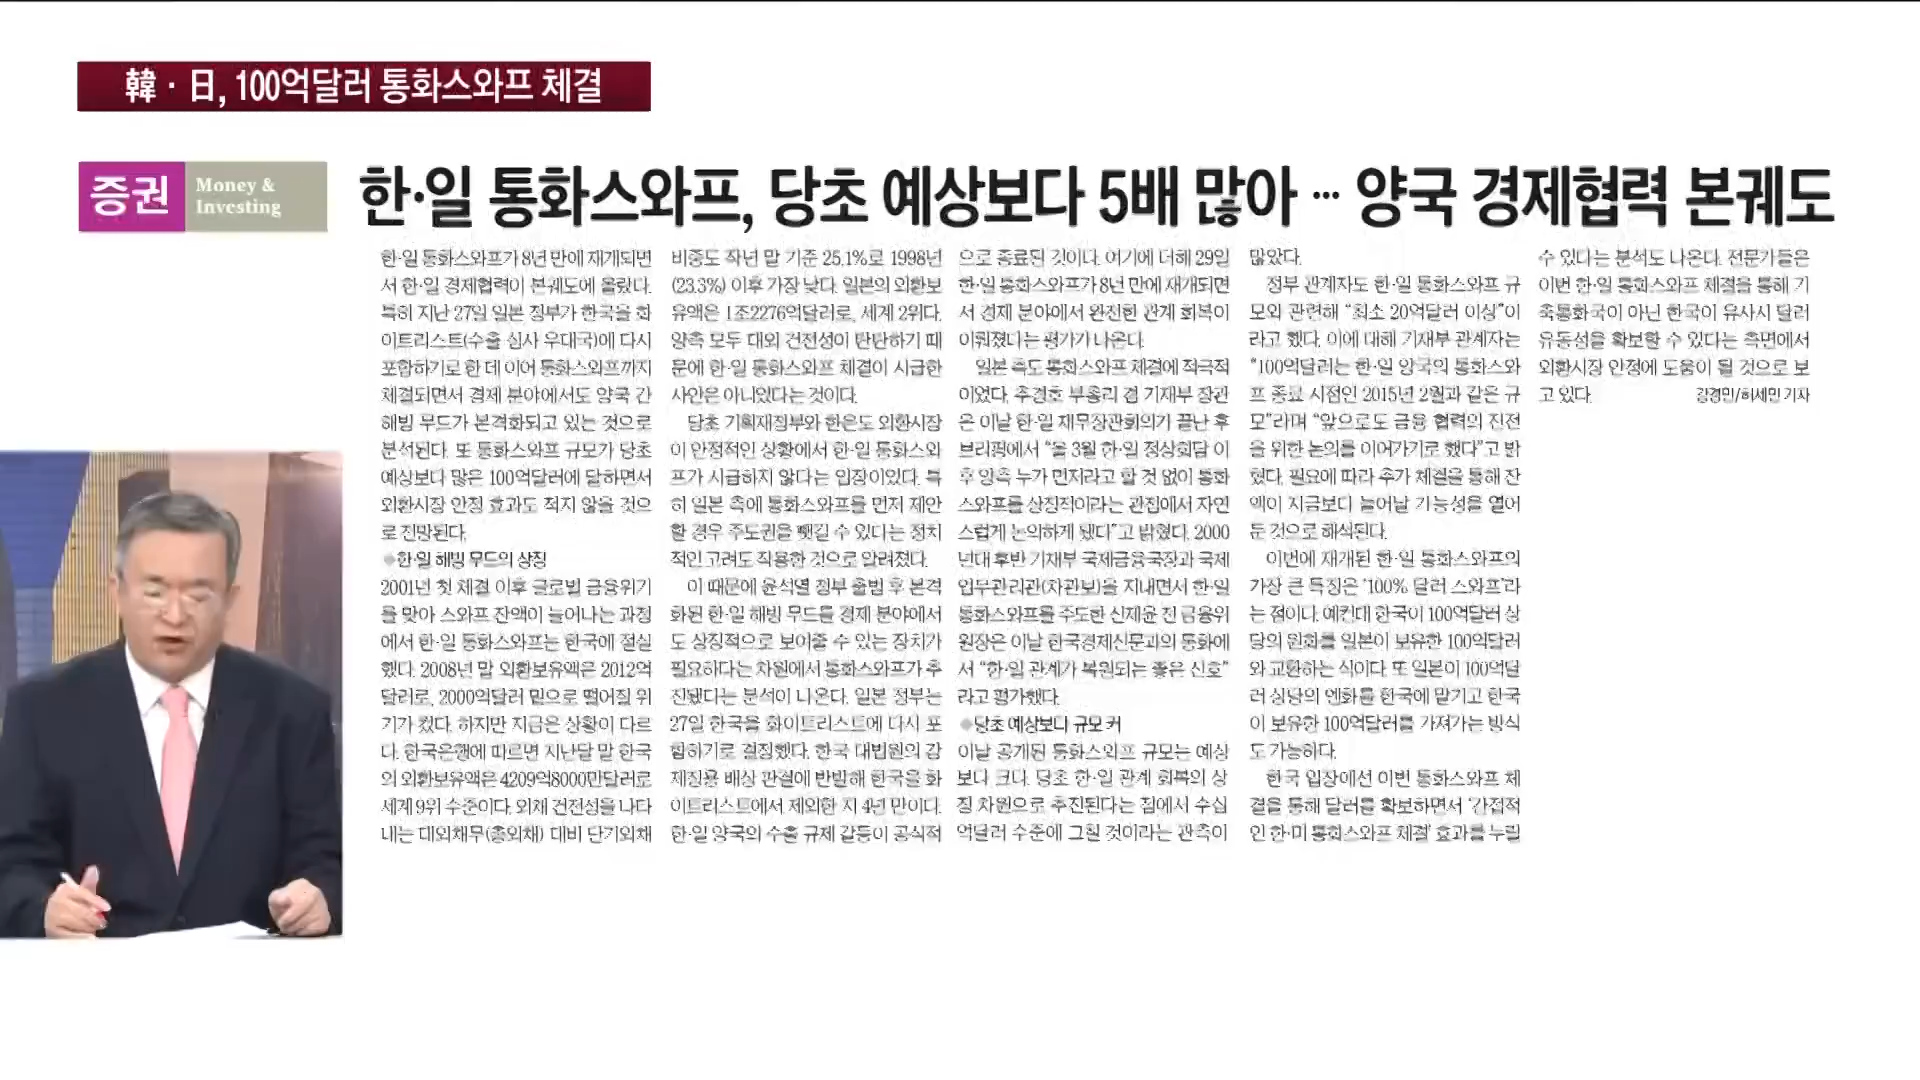 韓 · 日, 100억달러 통화스와프 체결
증권
Money &
Investing
한·일 통화스와프, 당초 예상보다 5배 많아 … 양국 경제협력 본궤도
한·일 통화스와프가 8년 만에 재개되면
서 한·일 경제협력이 본궤도에 올랐다.
특히 지난 27일 일본 정부가 한국을 화
이트리스트(수출 심사 우대국)에 다시
포함하기로 한 데 이어 통화스와프까지
체결되면서 경제 분야에서도 양국 간
해빙 무드가 본격화되고 있는 것으로
분석된다. 또 통화스와프 규모가 당초
예상보다 많은 100억달러에 달하면서
외환시장 안정 효과도 적지 않을 것으
로 전망된다.
◆한·일 해빙 무드의 상징
2001년 첫 체결 이후 글로벌 금융위기
를 맞아 스와프 잔액이 늘어나는 과정
에서 한·일 통화스와프는 한국에 절실
했다. 2008년 말 외환보유액은 2012억
달러로, 2000억달러 밑으로 떨어질 위
기가 컸다. 하지만 지금은 상황이 다르
다. 한국은행에 따르면 지난달 말 한국
의 외환보유액은 4209억8000만달러로
세계 9위 수준이다. 외채 건전성을 나타
내는 대외채무(총외채) 대비 단기외채
비중도 작년 말 기준 25.1%로 1998년
(23.3%) 이후 가장 낮다. 일본의 외환보
유액은 1조2276억달러로, 세계 2위다.
양측 모두 대외 건전성이 탄탄하기 때
문에 한·일 통화스와프 체결이 시급한
사안은 아니었다는 것이다.
당초 기획재정부와 한은도 외환시장
이 안정적인 상황에서 한·일 통화스와
프가 시급하지 않다는 입장이었다. 특
히 일본 측에 통화스와프를 먼저 제안
할 경우 주도권을 뺏길 수 있다는 정치
적인 고려도 작용한 것으로 알려졌다.
이 때문에 윤석열 정부 출범 후 본격
화된 한·일 해빙 무드를 경제 분야에서
도 상징적으로 보여줄 수 있는 장치가
필요하다는 차원에서 통화스와프가 추
진됐다는 분석이 나온다. 일본 정부는
27일 한국을 화이트리스트에 다시 포
함하기로 결정했다. 한국 대법원의 강
제징용 배상 판결에 반발해 한국을 화
이트리스트에서 제외한 지 4년 만이다.
한·일 양국의 수출 규제 갈등이 공식적
으로 종료된 것이다. 여기에 더해 29일
한·일 통화스와프가 8년 만에 재개되면
서 경제 분야에서 완전한 관계 회복이
이뤄졌다는 평가가 나온다.
일본 측도 통화스와프 체결에 적극적
이었다. 추경호 부총리 겸 기재부 장관
은 이날 한·일 재무장관회의가 끝난 후
브리핑에서 “올 3월 한·일 정상회담 이
후 양측 누가 먼저라고 할 것 없이 통화
스와프를 상징적이라는 관점에서 자연
스럽게 논의하게 됐다”고 밝혔다. 2000
년대 후반 기재부 국제금융국장과 국제
업무관리관(차관보)을 지내면서 한·일
통화스와프를 주도한 신제윤 전 금융위
원장은 이날 한국경제신문과의 통화에
서 “한·일 관계가 복원되는 좋은 신호”
라고 평가했다.
◆당초 예상보다 규모 커
이날 공개된 통화스와프 규모는 예상
보다 크다. 당초 한·일 관계 회복의 상
징 차원으로 추진된다는 점에서 수십
억달러 수준에 그칠 것이라는 관측이
많았다.
정부 관계자도 한·일 통화스와프 규
모와 관련해 “최소 20억달러 이상”이
라고 했다. 이에 대해 기재부 관계자는
“100억달러는 한·일 양국의 통화스와
프 종료 시점인 2015년 2월과 같은 규
모”라며 “앞으로도 금융 협력의 진전
을 위한 논의를 이어가기로 했다”고 밝
혔다. 필요에 따라 추가 체결을 통해 잔
액이 지금보다 늘어날 가능성을 열어
둔 것으로 해석된다.
이번에 재개된 한·일 통화스와프의
가장 큰 특징은 ‘100% 달러 스와프’라
는 점이다. 예컨대 한국이 100억달러 상
당의 원화를 일본이 보유한 100억달러
와 교환하는 식이다. 또 일본이 100억달
러 상당의 엔화를 한국에 맡기고 한국
이 보유한 100억달러를 가져가는 방식
도 가능하다.
한국 입장에선 이번 통화스와프 체
결을 통해 달러를 확보하면서 ‘간접적
인 한·미 통화스와프 체결’ 효과를 누릴
수 있다는 분석도 나온다. 전문가들은
이번 한·일 통화스와프 체결을 통해 기
축통화국이 아닌 한국이 유사시 달러
유동성을 확보할 수 있다는 측면에서
외환시장 안정에 도움이 될 것으로 보
고 있다. 강경민/허세민 기자